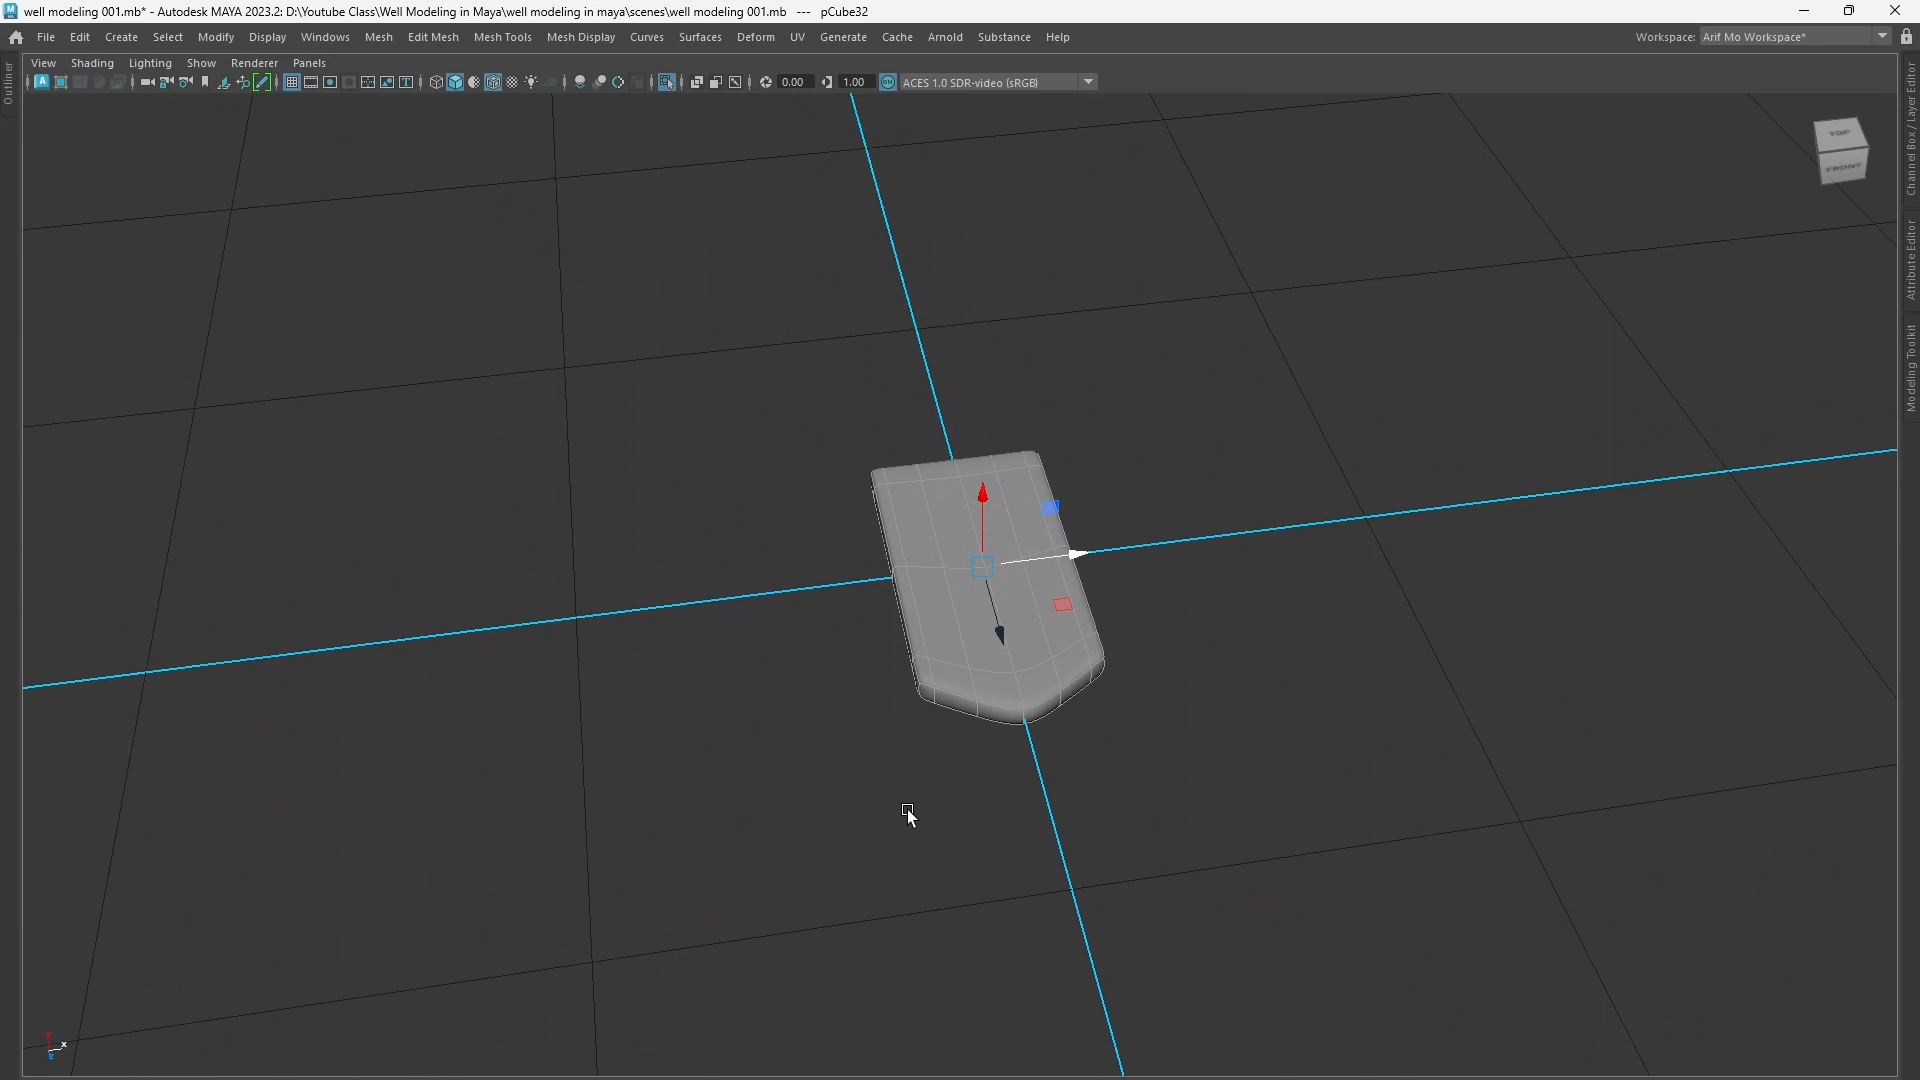 well modeling 001.mb* - Autodesk MAYA 2023.2: D:\Youtube Class\Well Modeling in Maya\well modeling in maya\scenes\well modeling 001.mb --- pCube32
File Edit Create Select Modify Display Windows Mesh Edit Mesh Mesh Tools Mesh Display Curves Surfaces Deform UV Generate Cache Arnold Substance Help Workspace: Arif Mo Workspace*
View Shading Lighting Show Renderer Panels
0.00 1.00 ON ACES 1.0 SDR-video (sRGB)
Outliner
TOP
FRONT
Channel Box / Layer Editor
Attribute Editor
Modeling Toolkit
x